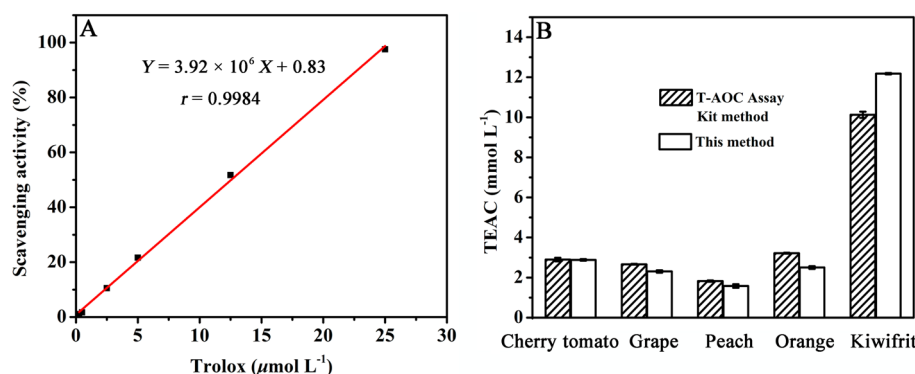 A
Y = 3.92 × 10⁶ X + 0.83
r = 0.9984
Scavenging activity (%)
100
80
60
40
20
0
0 5 10 15 20 25 30
Trolox (μmol L⁻¹)
B
T-AOC Assay
Kit method
This method
TEAC (mmol L⁻¹)
14
12
10
8
6
4
2
0
Cherry tomato Grape Peach Orange Kiwifrit